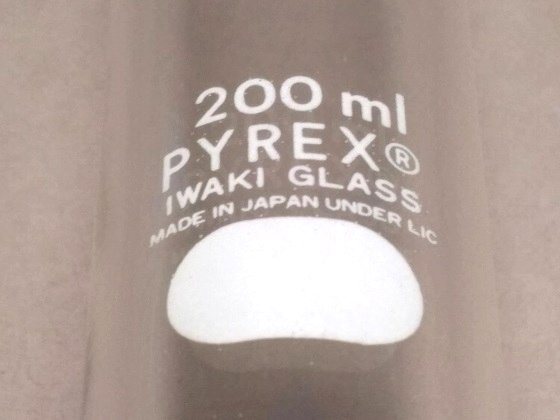 200 ml
PYREX®
IWAKI GLASS
MADE IN JAPAN UNDER LIC